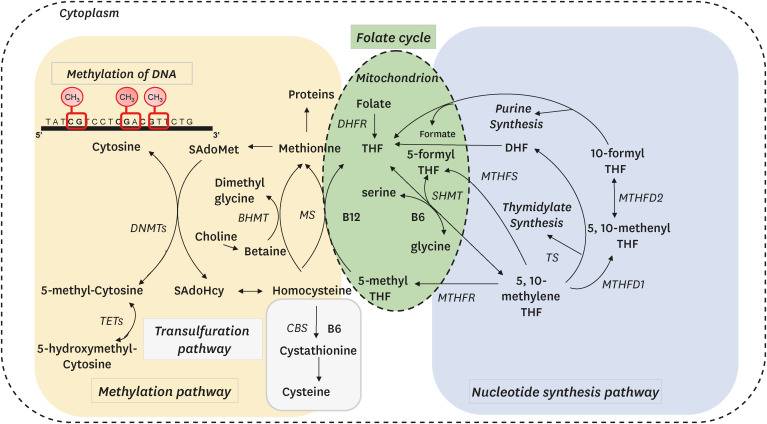 Cytoplasm
Folate cycle
Methylation of DNA
Mitochondrion
CH3 CH3 CH3
TATCGTCCTCGACGTTCTG
5' 3'
Proteins
Folate
DHFR
Formate
Purine
Synthesis
Cytosine
SAdoMet
Methionine
THF
5-formyl
THF
DHF
10-formyl
THF
MTHFS
Dimethyl
glycine
serine
SHMT
MTHFD2
DNMTs
BHMT
MS
B12
B6
Thymidylate
Synthesis
5, 10-methenyl
THF
Choline
Betaine
glycine
TS
5-methyl-Cytosine
SAdoHcy
Homocysteine
5-methyl
THF
MTHFR
5, 10-
methylene
THF
MTHFD1
TETs
5-hydroxymethyl-
Cytosine
Transulfuration
pathway
CBS
B6
Cystathionine
Cysteine
Methylation pathway
Nucleotide synthesis pathway